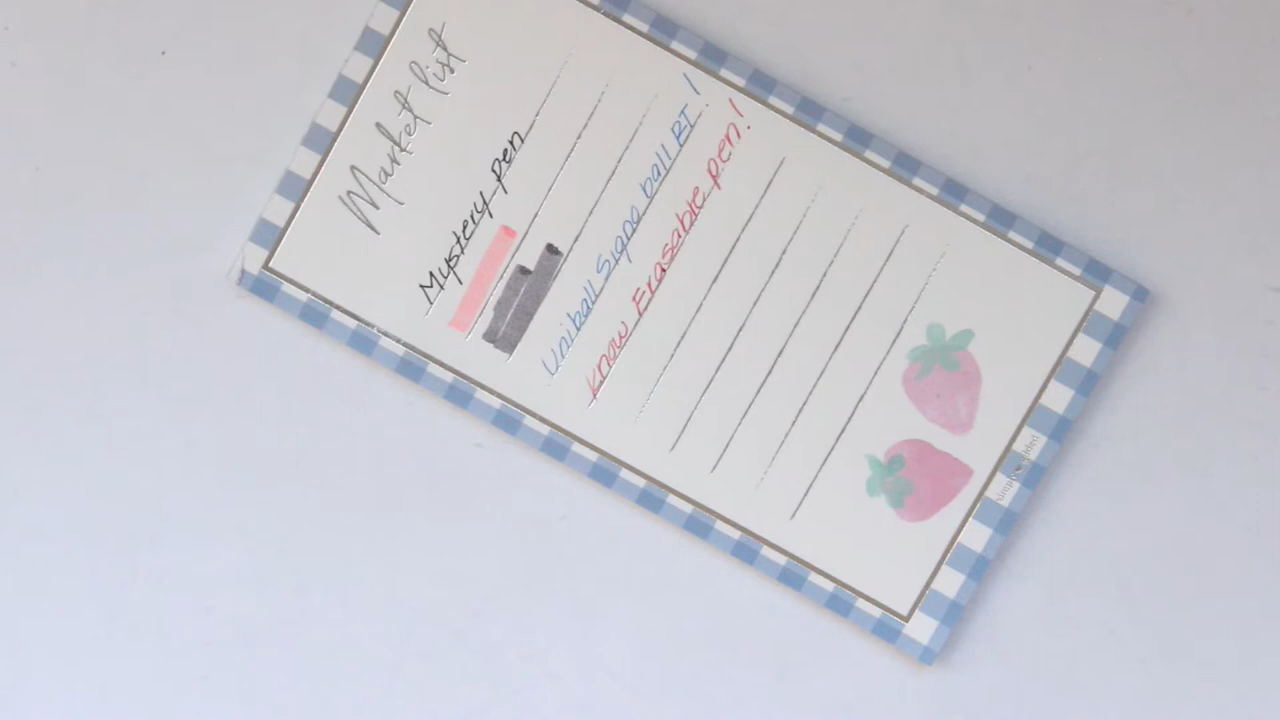 Market list
Mystery pen
Uniball Signo ball RT!
Know Erasable pen!